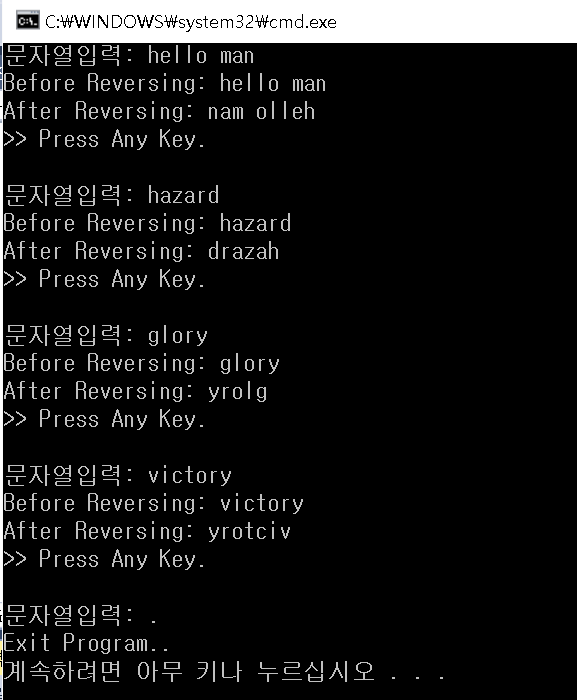 C:\WINDOWS\system32\cmd.exe
문자열입력: hello man
Before Reversing: hello man
After Reversing: nam olleh
>> Press Any Key.
문자열입력: hazard
Before Reversing: hazard
After Reversing: drazah
>> Press Any Key.
문자열입력: glory
Before Reversing: glory
After Reversing: yrolg
>> Press Any Key.
문자열입력: victory
Before Reversing: victory
After Reversing: yrotciv
>> Press Any Key.
문자열입력: .
Exit Program..
계속하려면 아무 키나 누르십시오 . . .